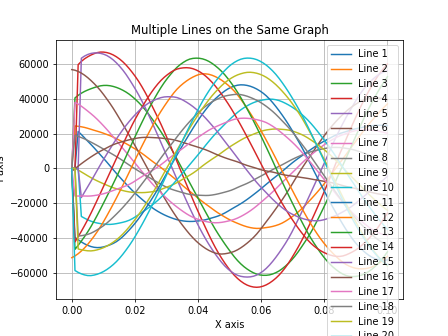 Multiple Lines on the Same Graph
60000
40000
20000
0
−20000
−40000
−60000
0.00
0.02
0.04
0.06
X axis
Line 1
Line 2
Line 3
Line 4
Line 5
Line 6
Line 7
Line 8
Line 9
Line 10
Line 11
Line 12
Line 13
Line 14
Line 15
Line 16
Line 17
Line 18
Line 19
Line 20